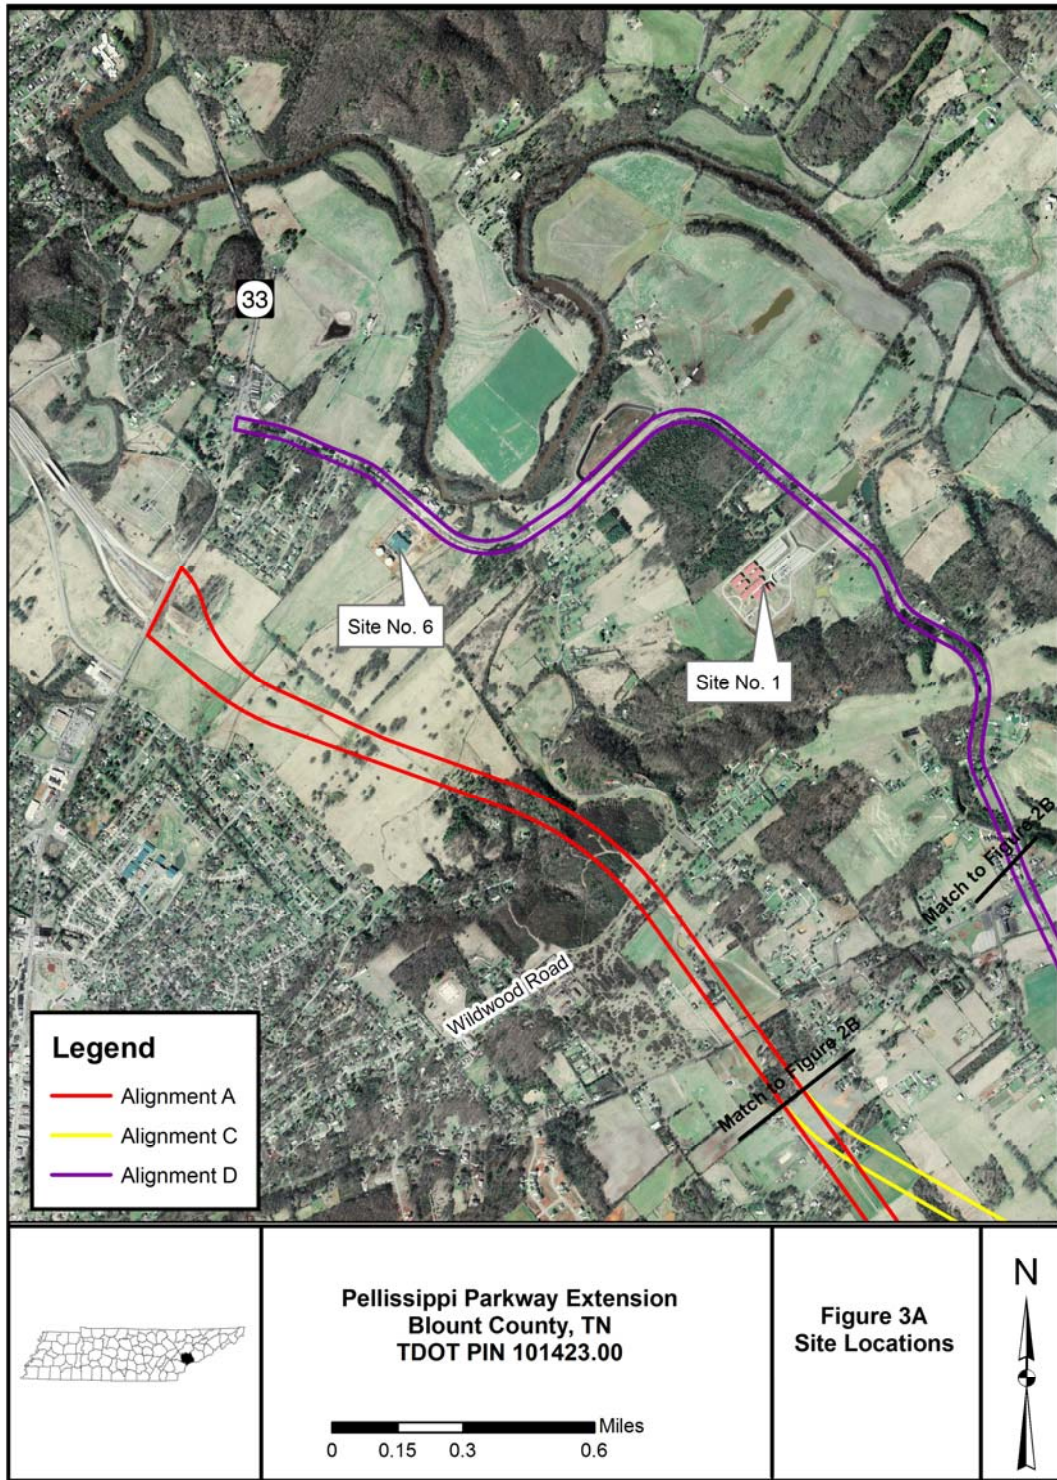 33
Site No. 6
Site No. 1
Match to Figure 2B
Wildwood Road
Match to Figure 2B
Legend
Alignment A
Alignment C
Alignment D
Pellissippi Parkway Extension
Blount County, TN
TDOT PIN 101423.00
Miles
0 0.15 0.3 0.6
Figure 3A
Site Locations
N